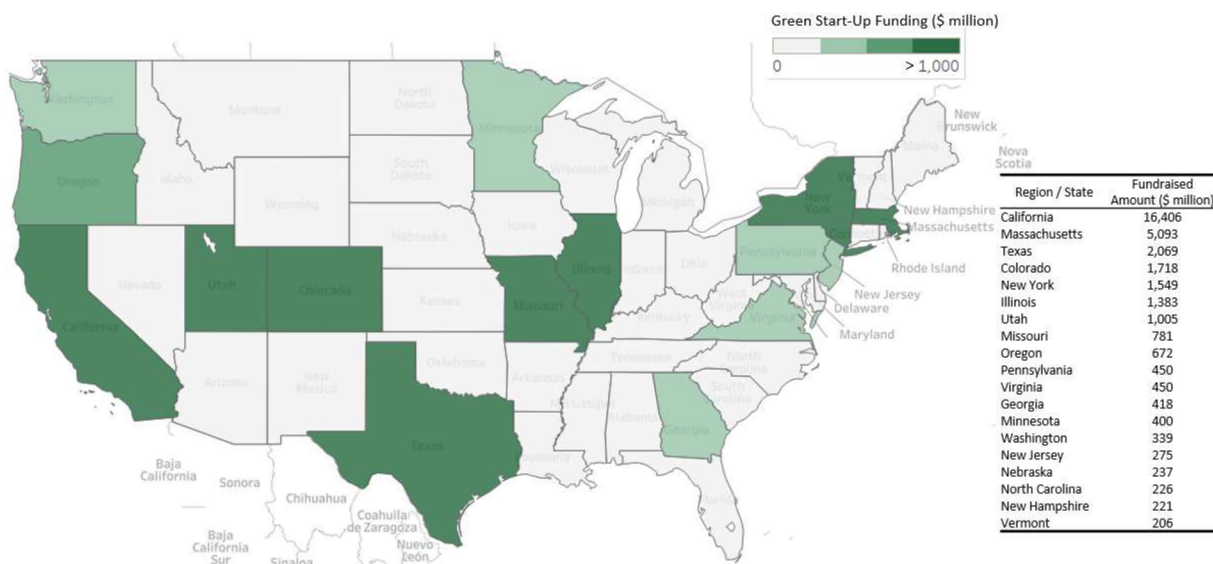 Green Start-Up Funding ($ million)
0 > 1,000
Washington
Montana
North
Dakota
Minnesota
Oregon
Idaho
South
Dakota
Wyoming
Wisconsin
Michigan
New
York
Vermont
Maine
New
Brunswick
Nova
Scotia
New Hampshire
Massachusetts
Rhode Island
Nebraska
Iowa
Nevada
Utah
Colorado
Kansas
Missouri
Illinois
Indiana
Ohio
Pennsylvania
New Jersey
Delaware
Maryland
West
Virginia
Virginia
Kentucky
California
Arizona
New
Mexico
Oklahoma
Arkansas
Tennessee
North
Carolina
South
Carolina
Mississippi
Alabama
Georgia
Texas
Louisiana
Florida
Baja
California
Sonora
Chihuahua
Coahuila
de Zaragoza
Nuevo
León
Baja
California
Sur
Sinaloa
Region / State Fundraised
Amount ($ million)
California 16,406
Massachusetts 5,093
Texas 2,069
Colorado 1,718
New York 1,549
Illinois 1,383
Utah 1,005
Missouri 781
Oregon 672
Pennsylvania 450
Virginia 450
Georgia 418
Minnesota 400
Washington 339
New Jersey 275
Nebraska 237
North Carolina 226
New Hampshire 221
Vermont 206